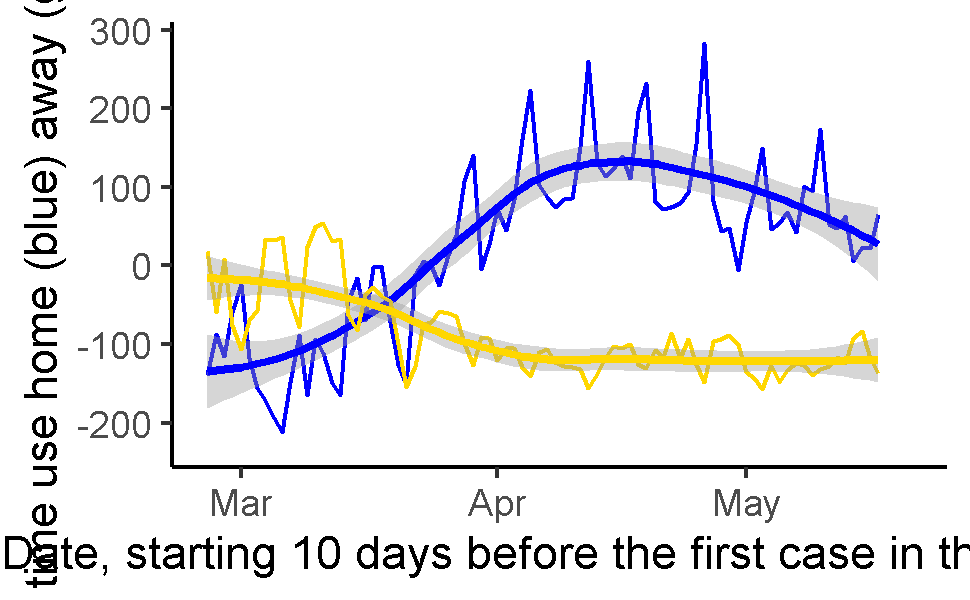 time use home (blue) away (
300
200
100
0
-100
-200
Mar Apr May
Date, starting 10 days before the first case in th